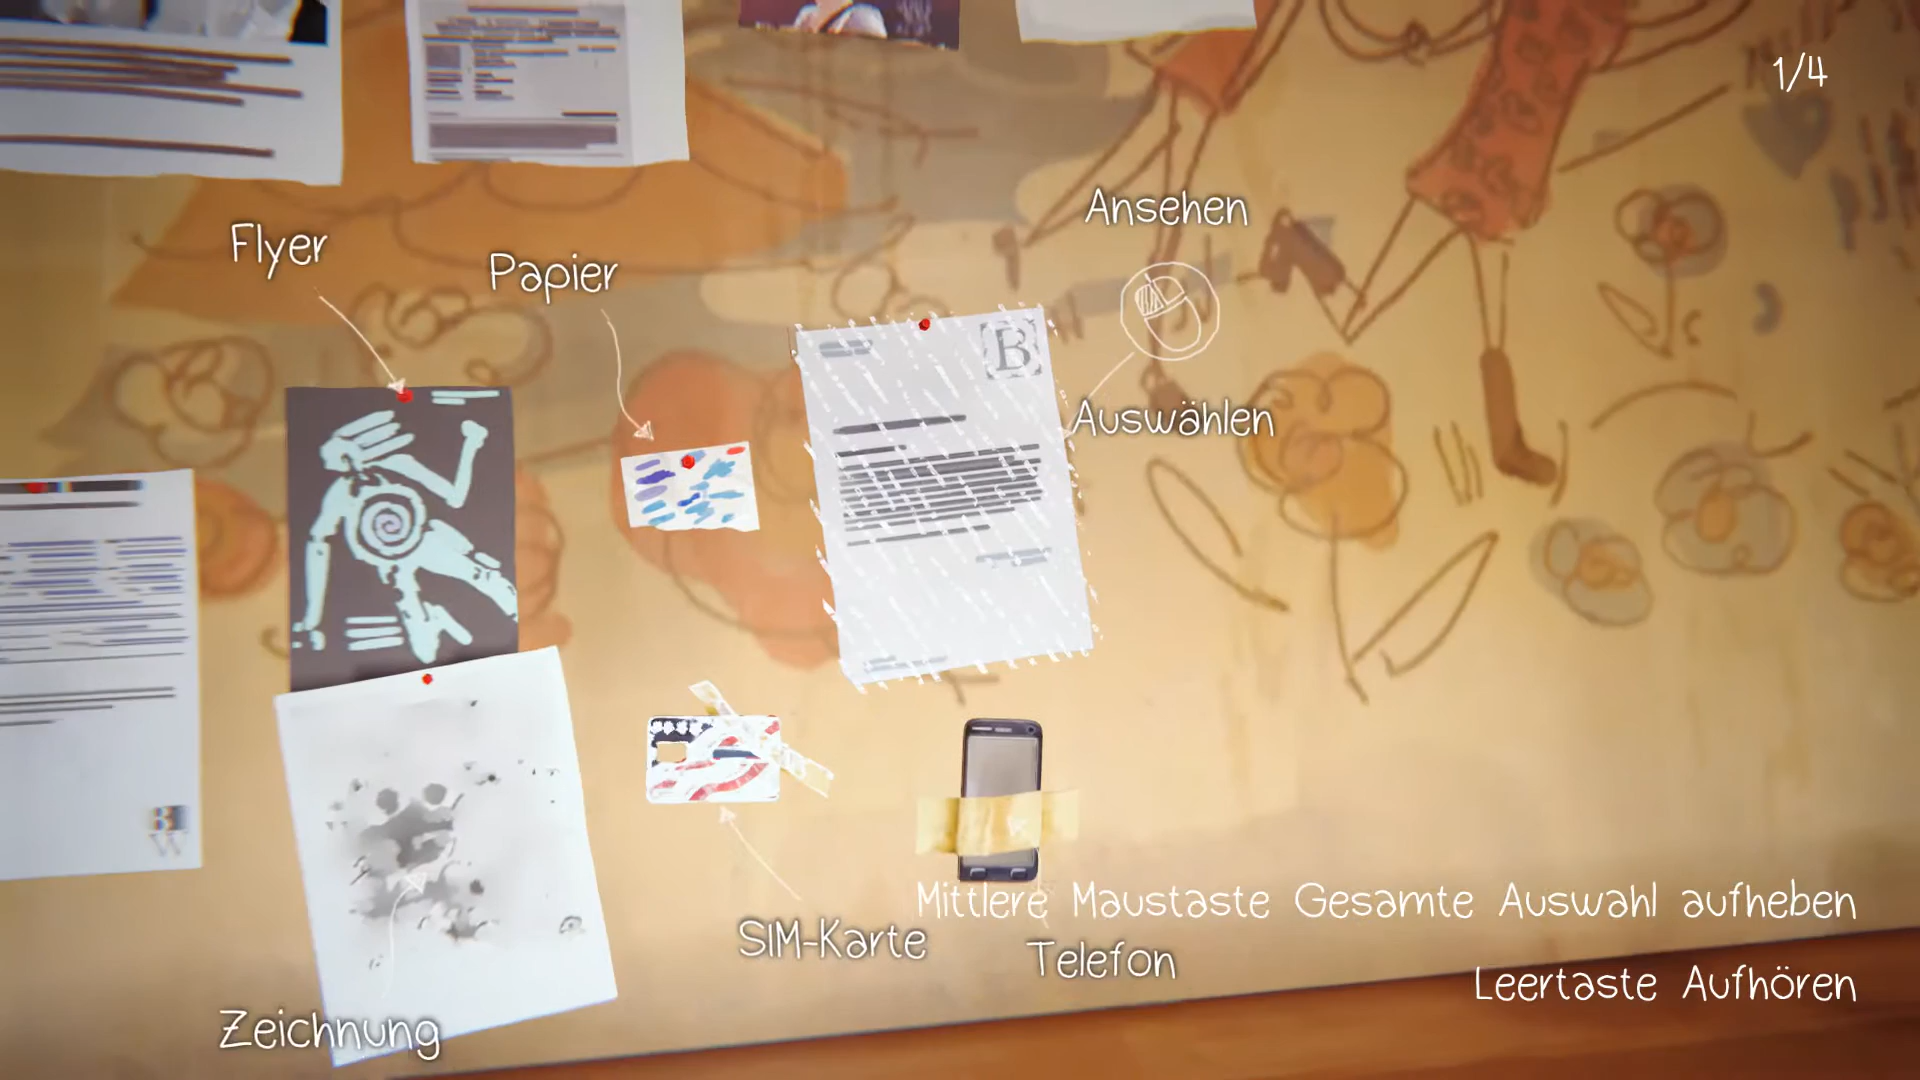 1/4
Ansehen
Flyer
Papier
B
Auswählen
B
Mittlere Maustaste Gesamte Auswahl aufheben
SIM-Karte
Telefon
Leertaste Aufhören
Zeichnung